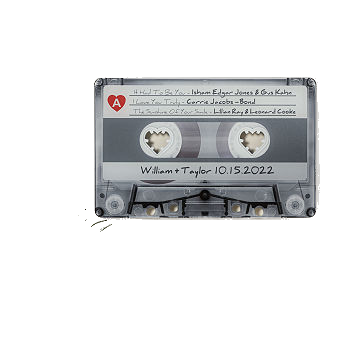 It Had To Be You - Isham Edgar Jones & Gus Kahn
A
I Love You Truly - Carrie Jacobs-Bond
The Sunshine Of Your Smile - Lillian Ray & Leonard Cooke
William + Taylor 10.15.2022